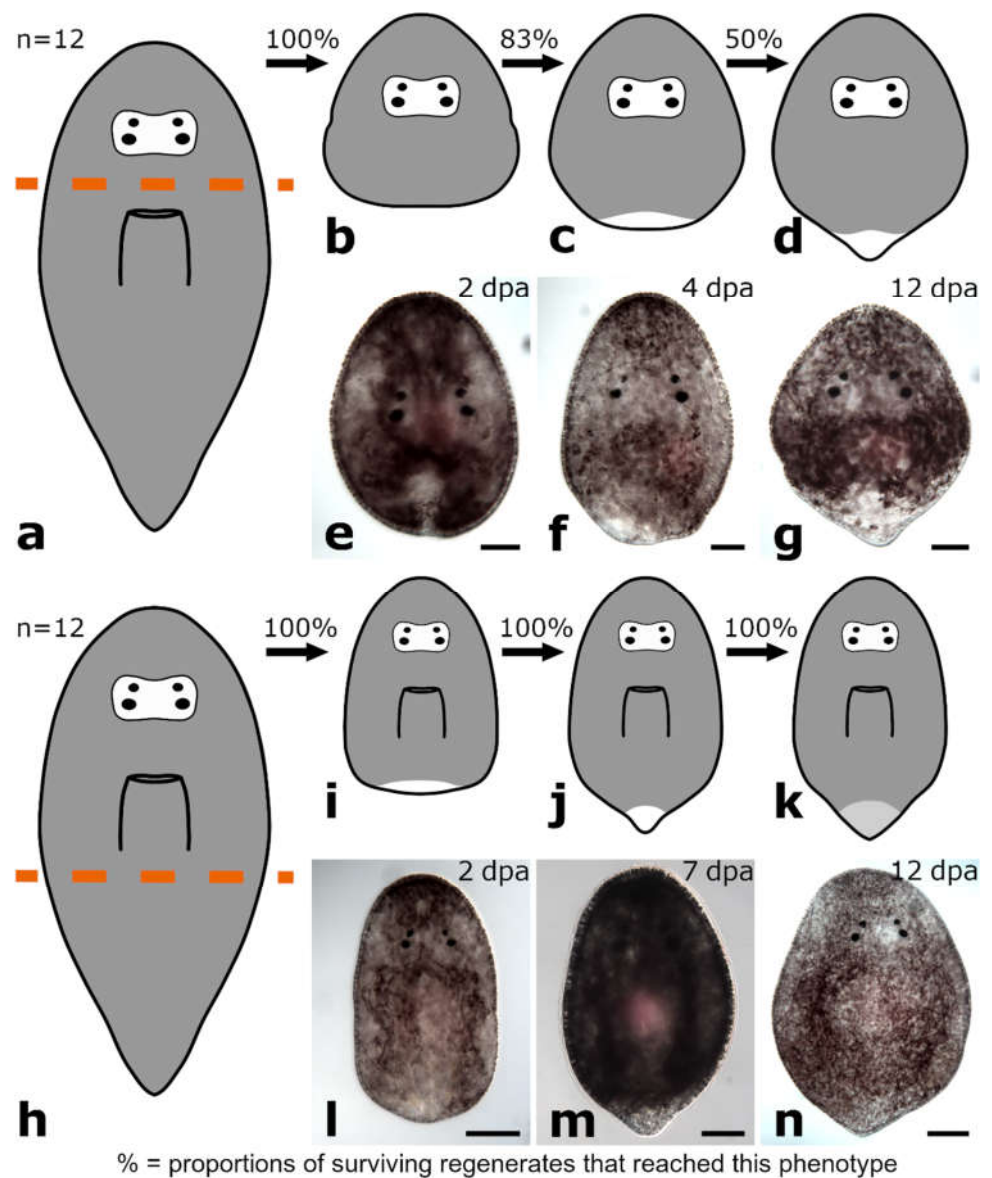 n=12
100%
83%
50%
a
b
c
d
2 dpa
4 dpa
12 dpa
e
f
g
n=12
100%
100%
100%
h
i
j
k
2 dpa
7 dpa
12 dpa
l
m
n
% = proportions of surviving regenerates that reached this phenotype